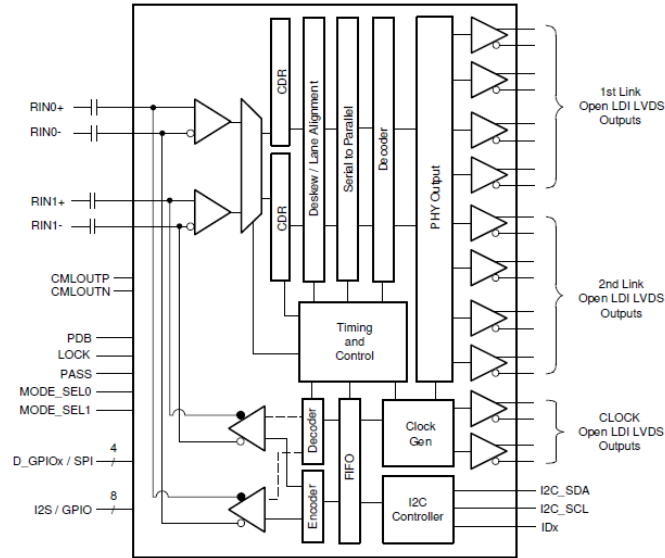 RIN0+
RIN0-
RIN1+
RIN1-
CMLOUTP
CMLOUTN
PDB
LOCK
PASS
MODE_SEL0
MODE_SEL1
D_GPIOx / SPI
4
I2S / GPIO
8
CDR
CDR
Deskew / Lane Alignment
Serial to Parallel
Decoder
PHY Output
Timing
and
Control
Decoder
Encoder
FIFO
Clock
Gen
I2C
Controller
1st Link
Open LDI LVDS
Outputs
2nd Link
Open LDI LVDS
Outputs
CLOCK
Open LDI LVDS
Outputs
I2C_SDA
I2C_SCL
IDx